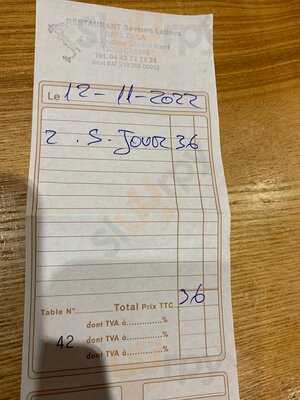 RESTAURANT
Le 12-11-2022
2 . S. JOUR 36
Total Prix TTC 36
Table N°
dont TVA à..............%
42 dont TVA à..............%
dont TVA à..............%